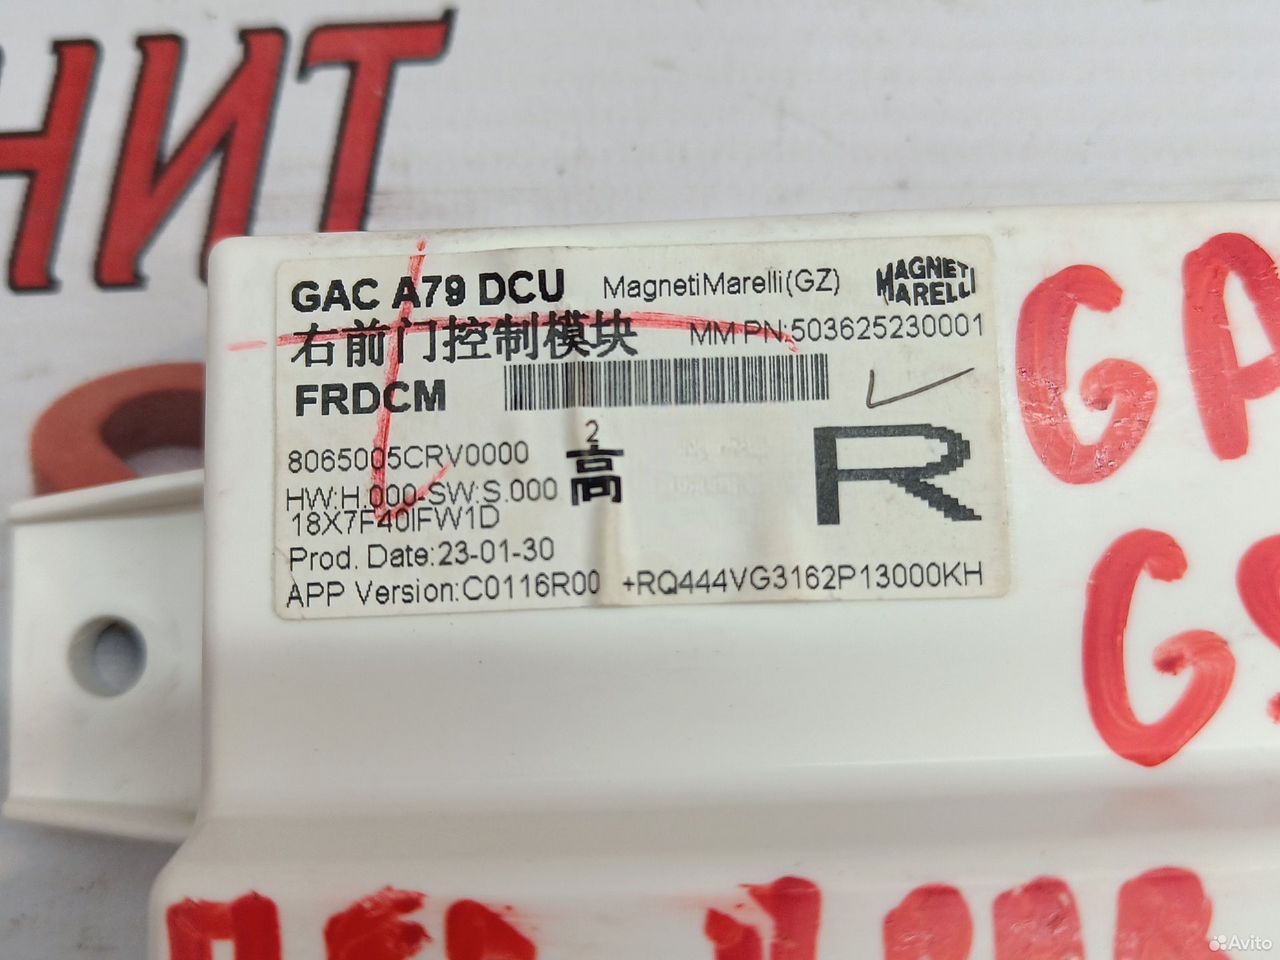 НИТ
GAC A79 DCU MagnetiMarelli(GZ) MAGNETI MARELLI
右前门控制模块 MM PN:503625230001
FRDCM
2
高
R
8065005CRV0000
HW:H.000-SW:S.000
18X7F40IFW1D
Prod. Date:23-01-30
APP Version:C0116R00 +RQ444VG3162P13000KH
GA
GS
Avito